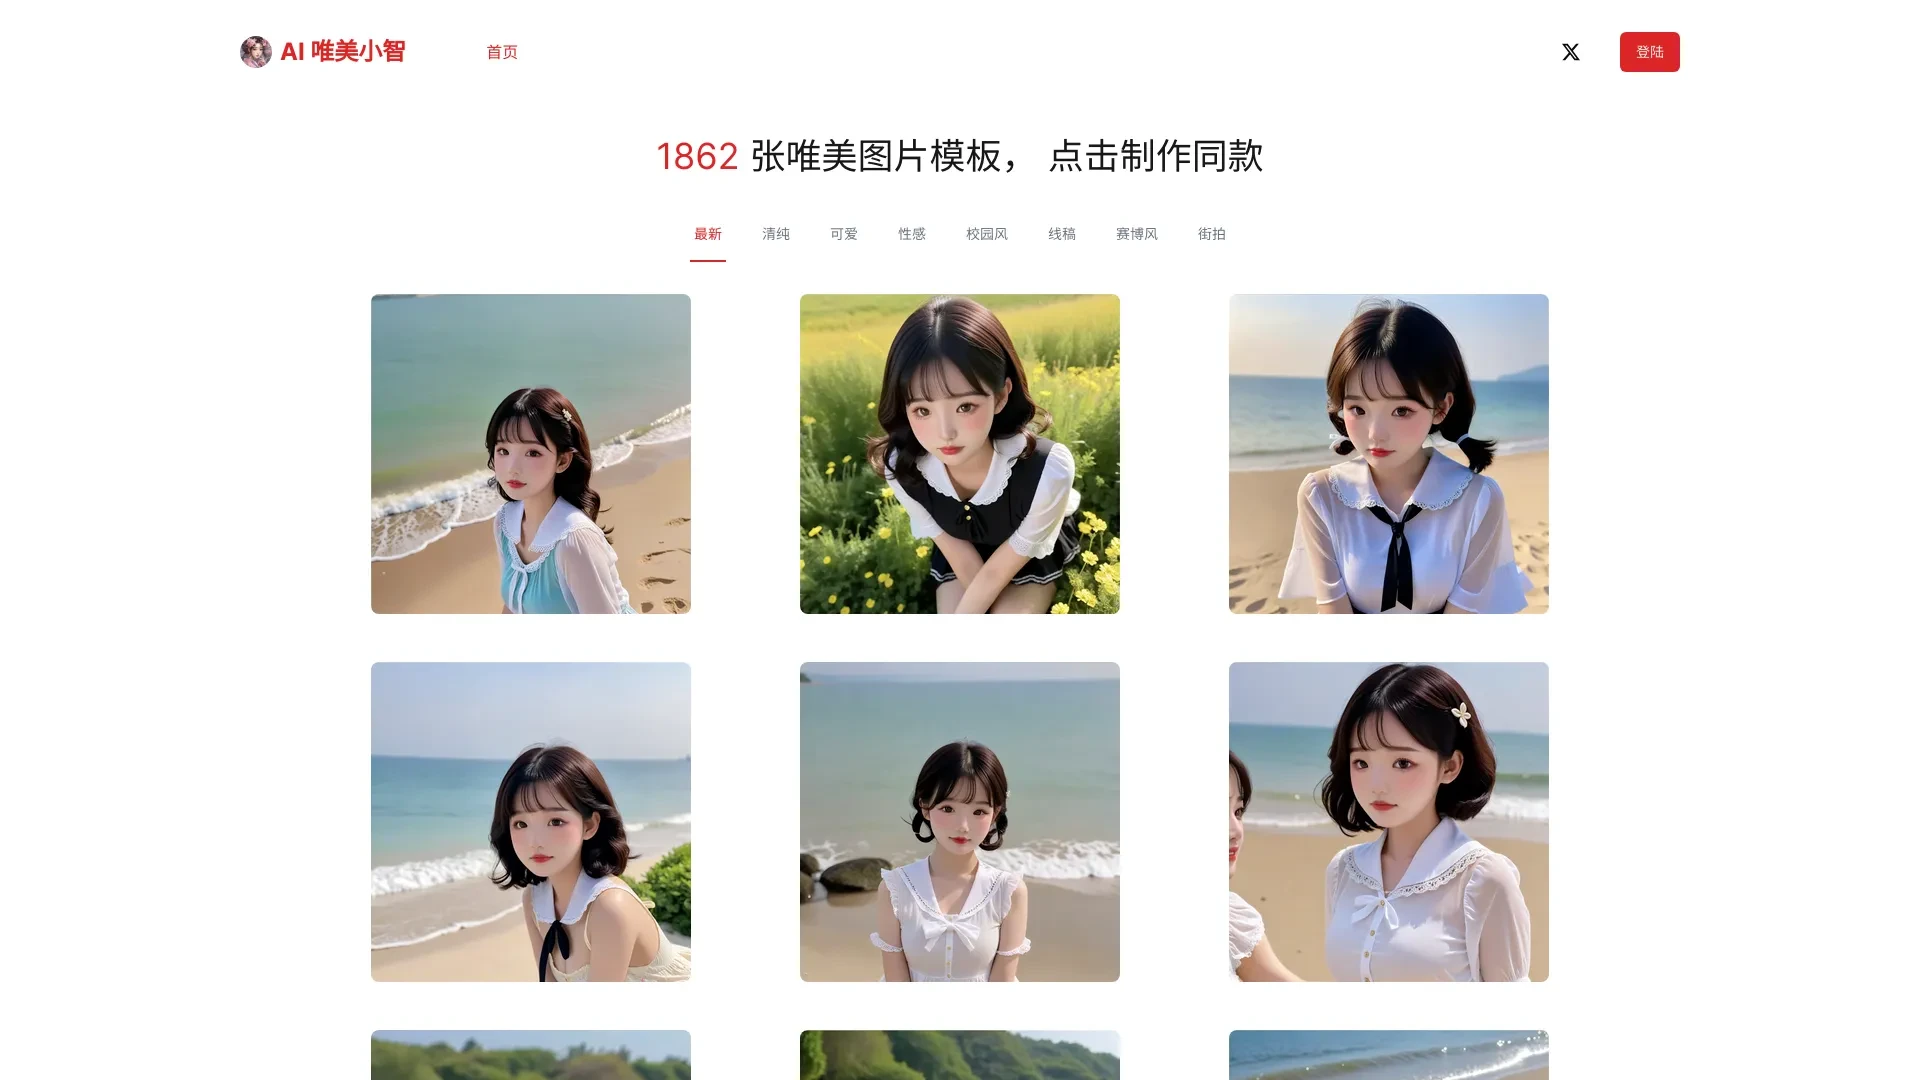 AI 唯美小智
首页
登陆
1862 张唯美图片模板， 点击制作同款
最新
清纯
可爱
性感
校园风
线稿
赛博风
街拍